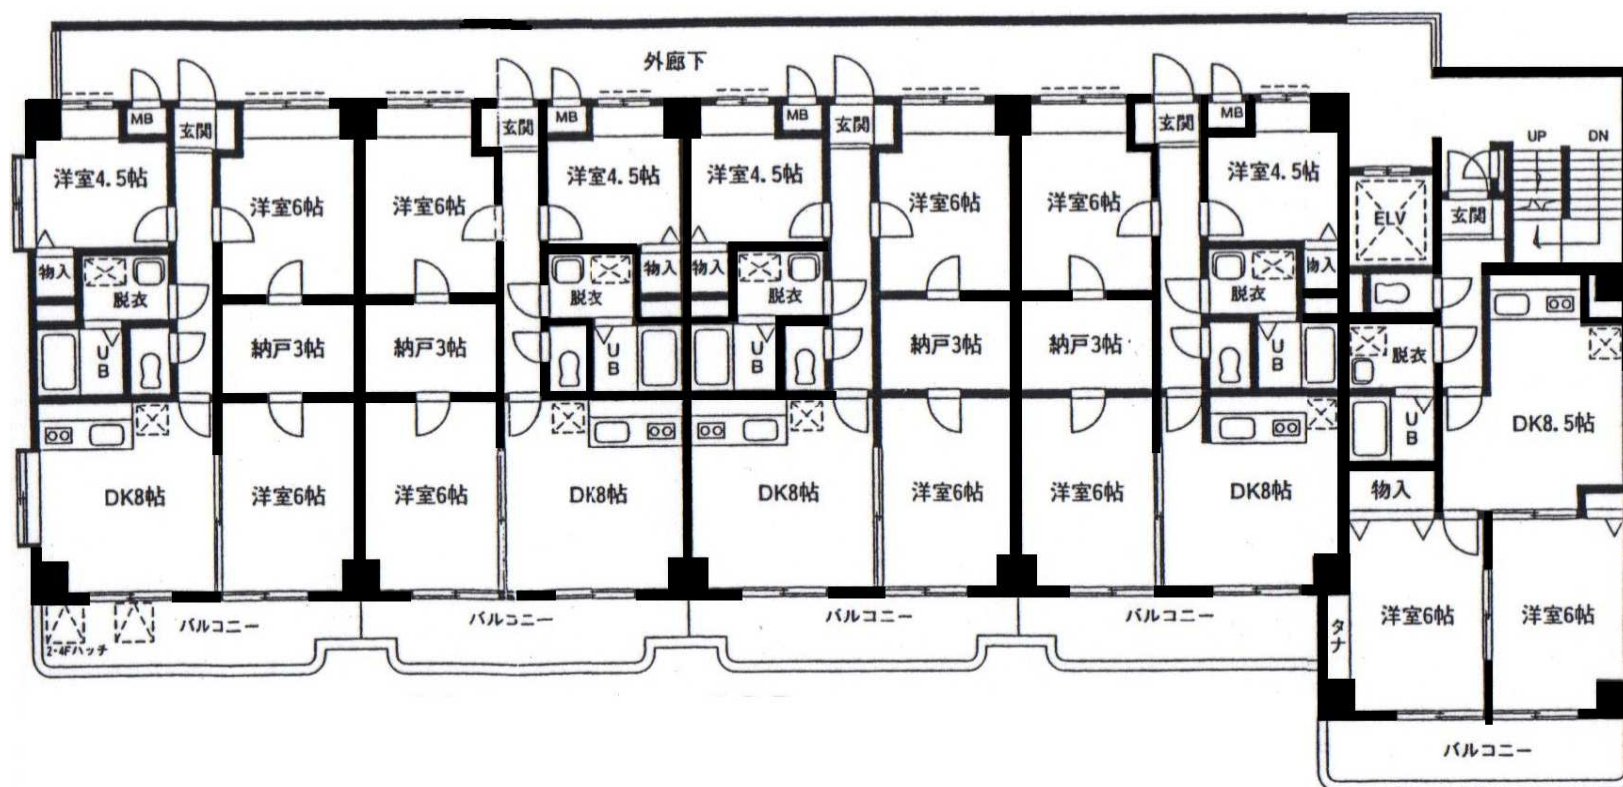 外廊下
MB
玄関
玄関
MB
MB
玄関
玄関
MB
UP
DN
洋室4.5帖
洋室6帖
洋室6帖
洋室4.5帖
洋室4.5帖
洋室6帖
洋室6帖
洋室4.5帖
ELV
玄関
物入
脱衣
脱衣
物入
物入
脱衣
脱衣
物入
UB
納戸3帖
納戸3帖
UB
UB
納戸3帖
納戸3帖
UB
脱衣
UB
DK8.5帖
DK8帖
洋室6帖
洋室6帖
DK8帖
DK8帖
洋室6帖
洋室6帖
DK8帖
物入
バルコニー
バルコニー
バルコニー
バルコニー
2・4Fハッチ
タナ
洋室6帖
洋室6帖
バルコニー